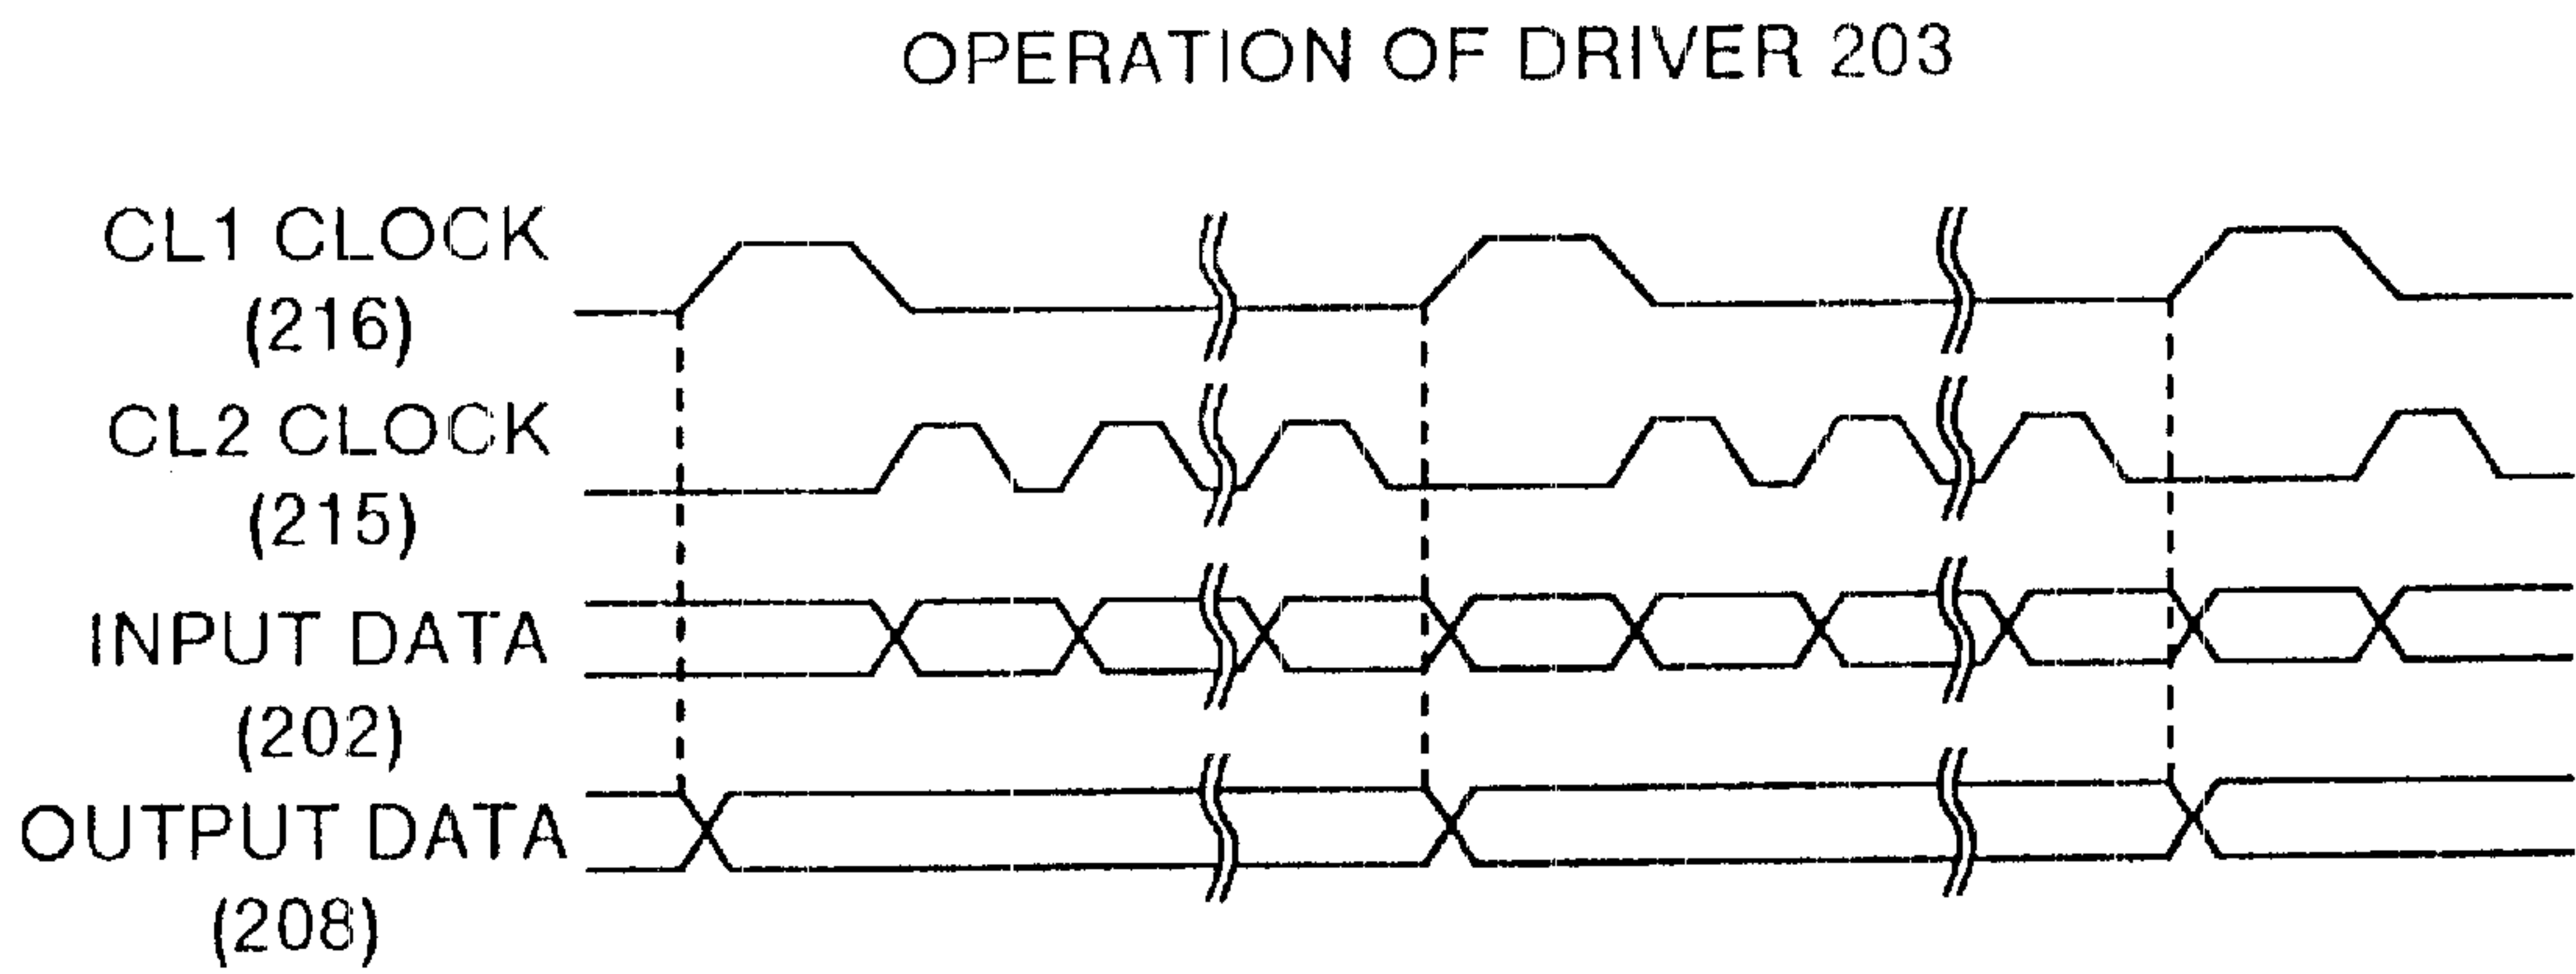 OPERATION OF DRIVER 203
CL1 CLOCK
(216)
CL2 CLOCK
(215)
INPUT DATA
(202)
OUTPUT DATA
(208)